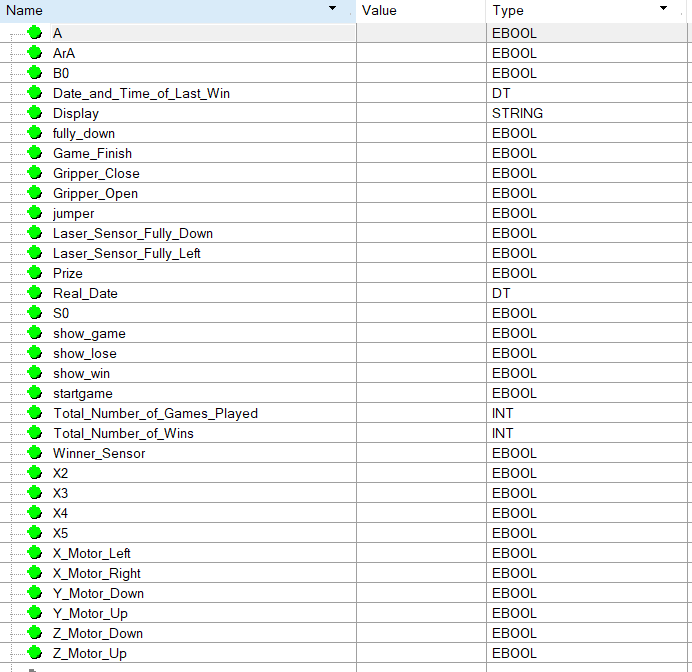 Name Value Type
A EBOOL
ArA EBOOL
B0 EBOOL
Date_and_Time_of_Last_Win DT
Display STRING
fully_down EBOOL
Game_Finish EBOOL
Gripper_Close EBOOL
Gripper_Open EBOOL
jumper EBOOL
Laser_Sensor_Fully_Down EBOOL
Laser_Sensor_Fully_Left EBOOL
Prize EBOOL
Real_Date DT
S0 EBOOL
show_game EBOOL
show_lose EBOOL
show_win EBOOL
startgame EBOOL
Total_Number_of_Games_Played INT
Total_Number_of_Wins INT
Winner_Sensor EBOOL
X2 EBOOL
X3 EBOOL
X4 EBOOL
X5 EBOOL
X_Motor_Left EBOOL
X_Motor_Right EBOOL
Y_Motor_Down EBOOL
Y_Motor_Up EBOOL
Z_Motor_Down EBOOL
Z_Motor_Up EBOOL